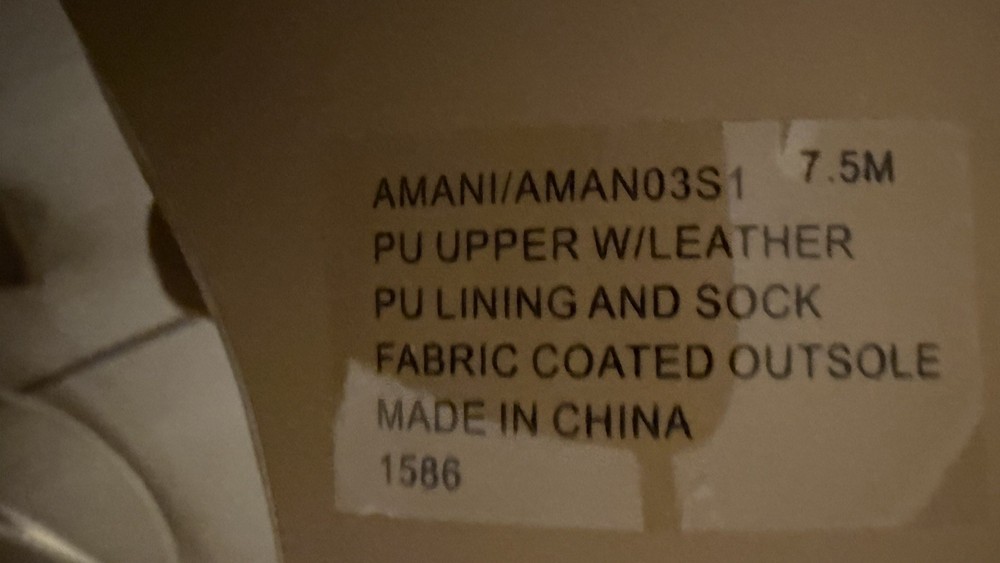 AMANI/AMAN03S1 7.5M
PU UPPER W/LEATHER
PU LINING AND SOCK
FABRIC COATED OUTSOLE
MADE IN CHINA
1586